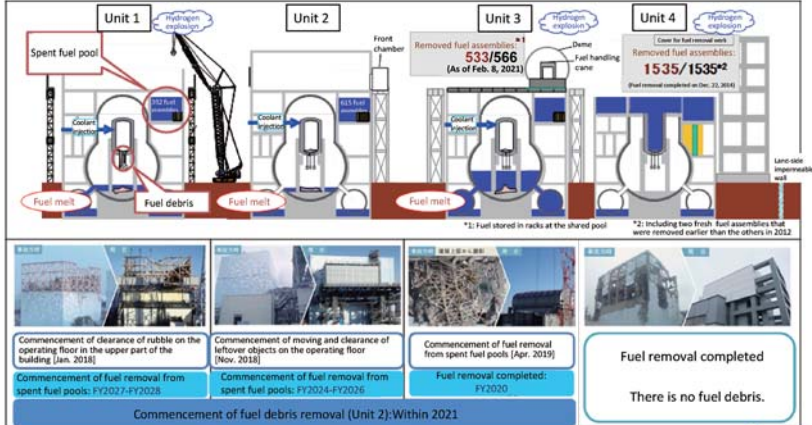 Unit 1
Hydrogen
explosion
Spent fuel pool
392 fuel
assemblies
Coolant
injection
Fuel melt
Fuel debris
Unit 2
Front
chamber
615 fuel
assemblies
Coolant
injection
Fuel melt
Unit 3
Hydrogen
explosion
*1
Removed fuel assemblies:
533/566
(As of Feb. 8, 2021)
Dome
Fuel handling
crane
Coolant
injection
Fuel melt
*1: Fuel stored in racks at the shared pool
Unit 4
Hydrogen
explosion
Cover for fuel removal work
Removed fuel assemblies:
1535/1535*2
(Fuel removal completed on Dec. 22, 2014)
Land-side
impermeable
wall
*2: Including two fresh fuel assemblies that
were removed earlier than the others in 2012
Commencement of clearance of rubble on the
operating floor in the upper part of the
building [Jan. 2018]
Commencement of fuel removal from
spent fuel pools: FY2027-FY2028
Commencement of moving and clearance of
leftover objects on the operating floor
[Nov. 2018]
Commencement of fuel removal from
spent fuel pools: FY2024-FY2026
Commencement of fuel removal
from spent fuel pools [Apr. 2019]
Fuel removal completed:
FY2020
Fuel removal completed
There is no fuel debris.
Commencement of fuel debris removal (Unit 2):Within 2021